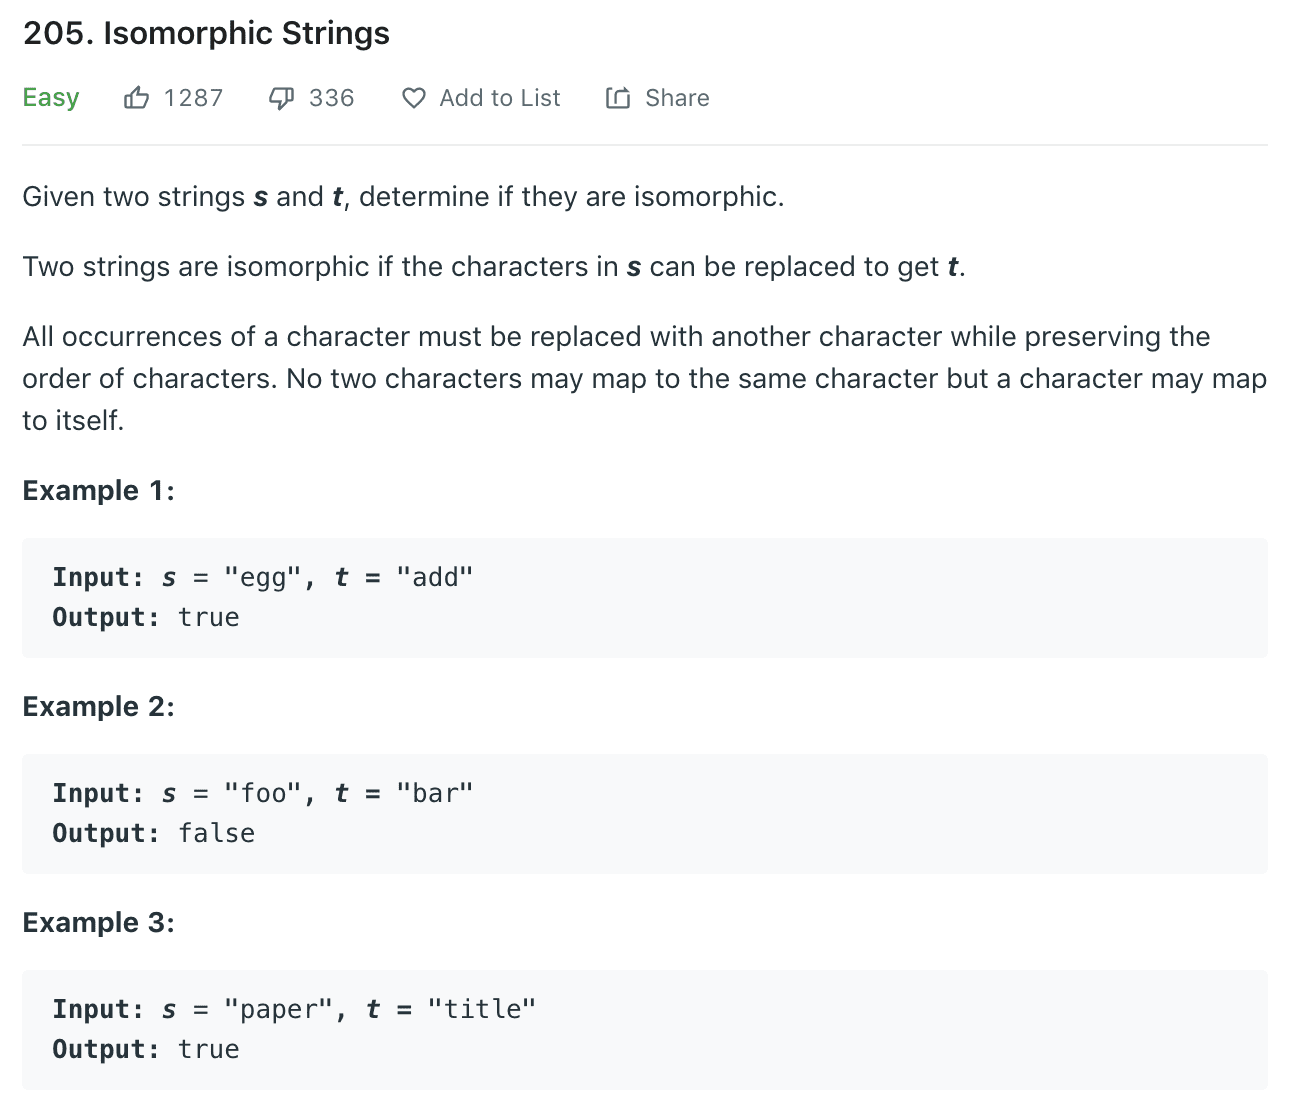 205. Isomorphic Strings
Easy 1287 336 Add to List Share
Given two strings s and t, determine if they are isomorphic.
Two strings are isomorphic if the characters in s can be replaced to get t.
All occurrences of a character must be replaced with another character while preserving the
order of characters. No two characters may map to the same character but a character may map
to itself.
Example 1:
Input: s = "egg", t = "add"
Output: true
Example 2:
Input: s = "foo", t = "bar"
Output: false
Example 3:
Input: s = "paper", t = "title"
Output: true